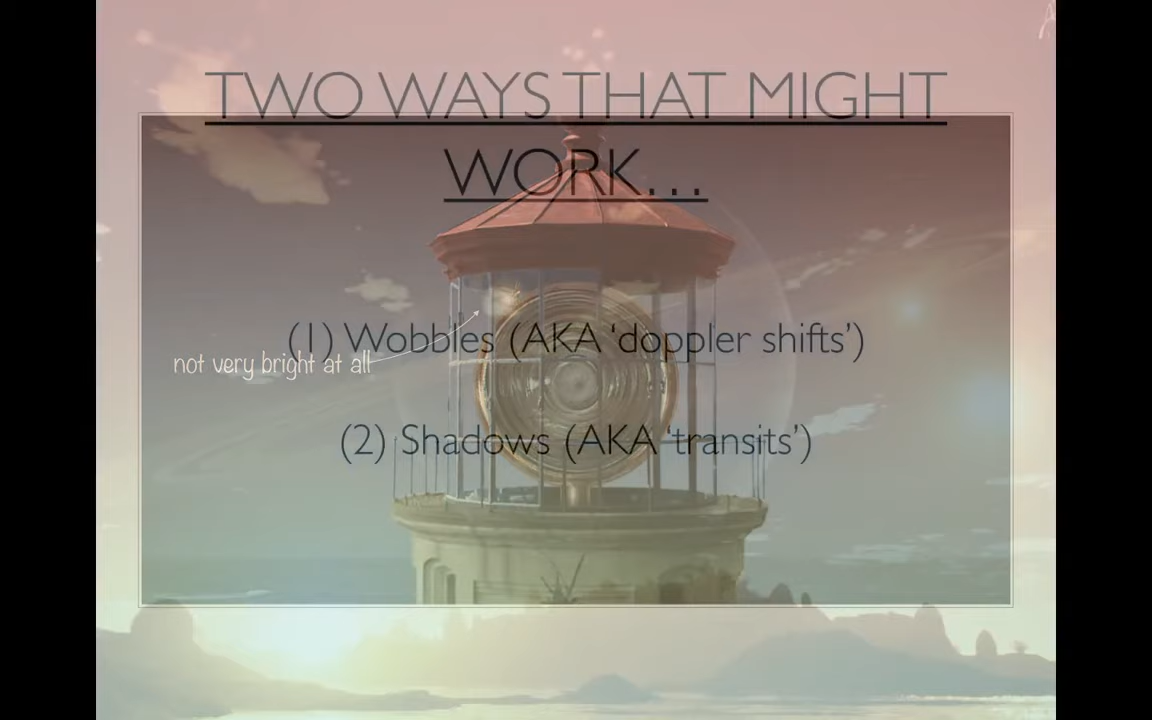 TWO WAYS THAT MIGHT
WORK...
(1) Wobbles (AKA ‘doppler shifts’)
not very bright at all
(2) Shadows (AKA ‘transits’)